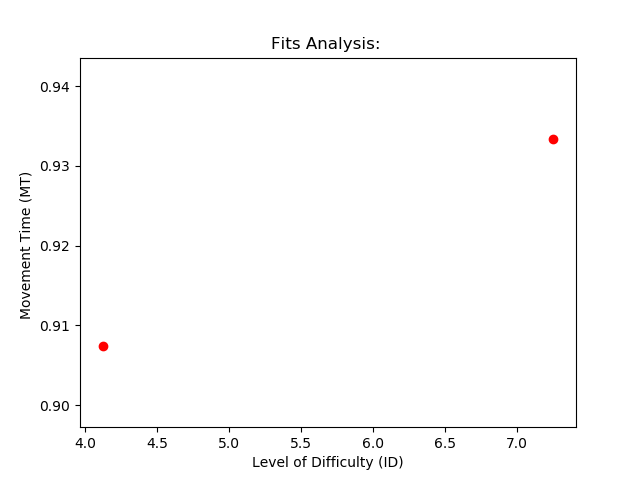 Fits Analysis:
0.94
0.93
0.92
0.91
0.90
Movement Time (MT)
4.0 4.5 5.0 5.5 6.0 6.5 7.0
Level of Difficulty (ID)